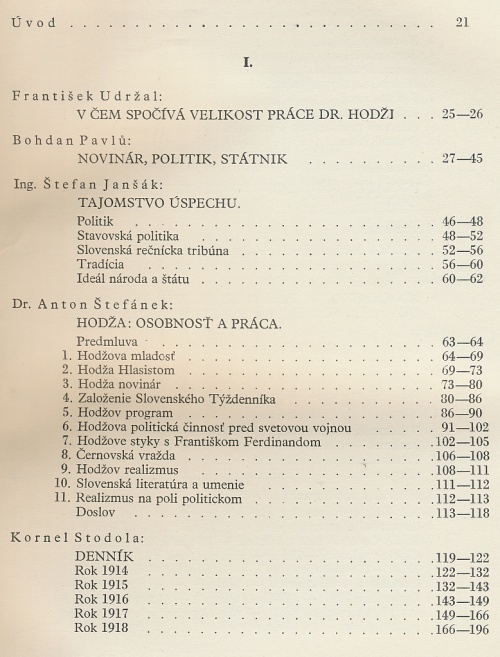 Úvod . . . . . . . . . . . . . . . . . . . . . 21
I.
František Udržal:
V ČEM SPOČÍVÁ VELIKOST PRÁCE DR. HODŽI . . . 25—26
Bohdan Pavlů:
NOVINÁR, POLITIK, ŠTÁTNIK . . . . . . . . . 27—45
Ing. Štefan Janšák:
TAJOMSTVO ÚSPECHU.
Politik . . . . . . . . . . . . . . . . . 46—48
Stavovská politika . . . . . . . . . . . . . 48—52
Slovenská rečnícka tribúna . . . . . . . . . . 52—56
Tradícia . . . . . . . . . . . . . . . . 56—60
Ideál národa a štátu . . . . . . . . . . . . . 60—62
Dr. Anton Štefánek:
HODŽA: OSOBNOSŤ A PRÁCA.
Predmluva . . . . . . . . . . . . . . . 63—64
1. Hodžova mladosť . . . . . . . . . . . . . 64—69
2. Hodža Hlasistom . . . . . . . . . . . . . 69—73
3. Hodža novinár . . . . . . . . . . . . . . 73—80
4. Založenie Slovenského Týždenníka . . . . . . . . 80—86
5. Hodžov program . . . . . . . . . . . . . 86—90
6. Hodžova politická činnosť pred svetovou vojnou . . . . 91—102
7. Hodžove styky s Františkom Ferdinandom . . . . . 102—105
8. Černovská vražda . . . . . . . . . . . . . 106—108
9. Hodžov realizmus . . . . . . . . . . . . . 108—111
10. Slovenská literatúra a umenie . . . . . . . . . 111—112
11. Realizmus na poli politickom . . . . . . . . . 112—113
Doslov . . . . . . . . . . . . . . . . 113—118
Kornel Stodola:
DENNÍK . . . . . . . . . . . . . . . . 119—122
Rok 1914 . . . . . . . . . . . . . . . 122—132
Rok 1915 . . . . . . . . . . . . . . . 132—143
Rok 1916 . . . . . . . . . . . . . . . 143—149
Rok 1917 . . . . . . . . . . . . . . . 149—166
Rok 1918 . . . . . . . . . . . . . . . 166—196